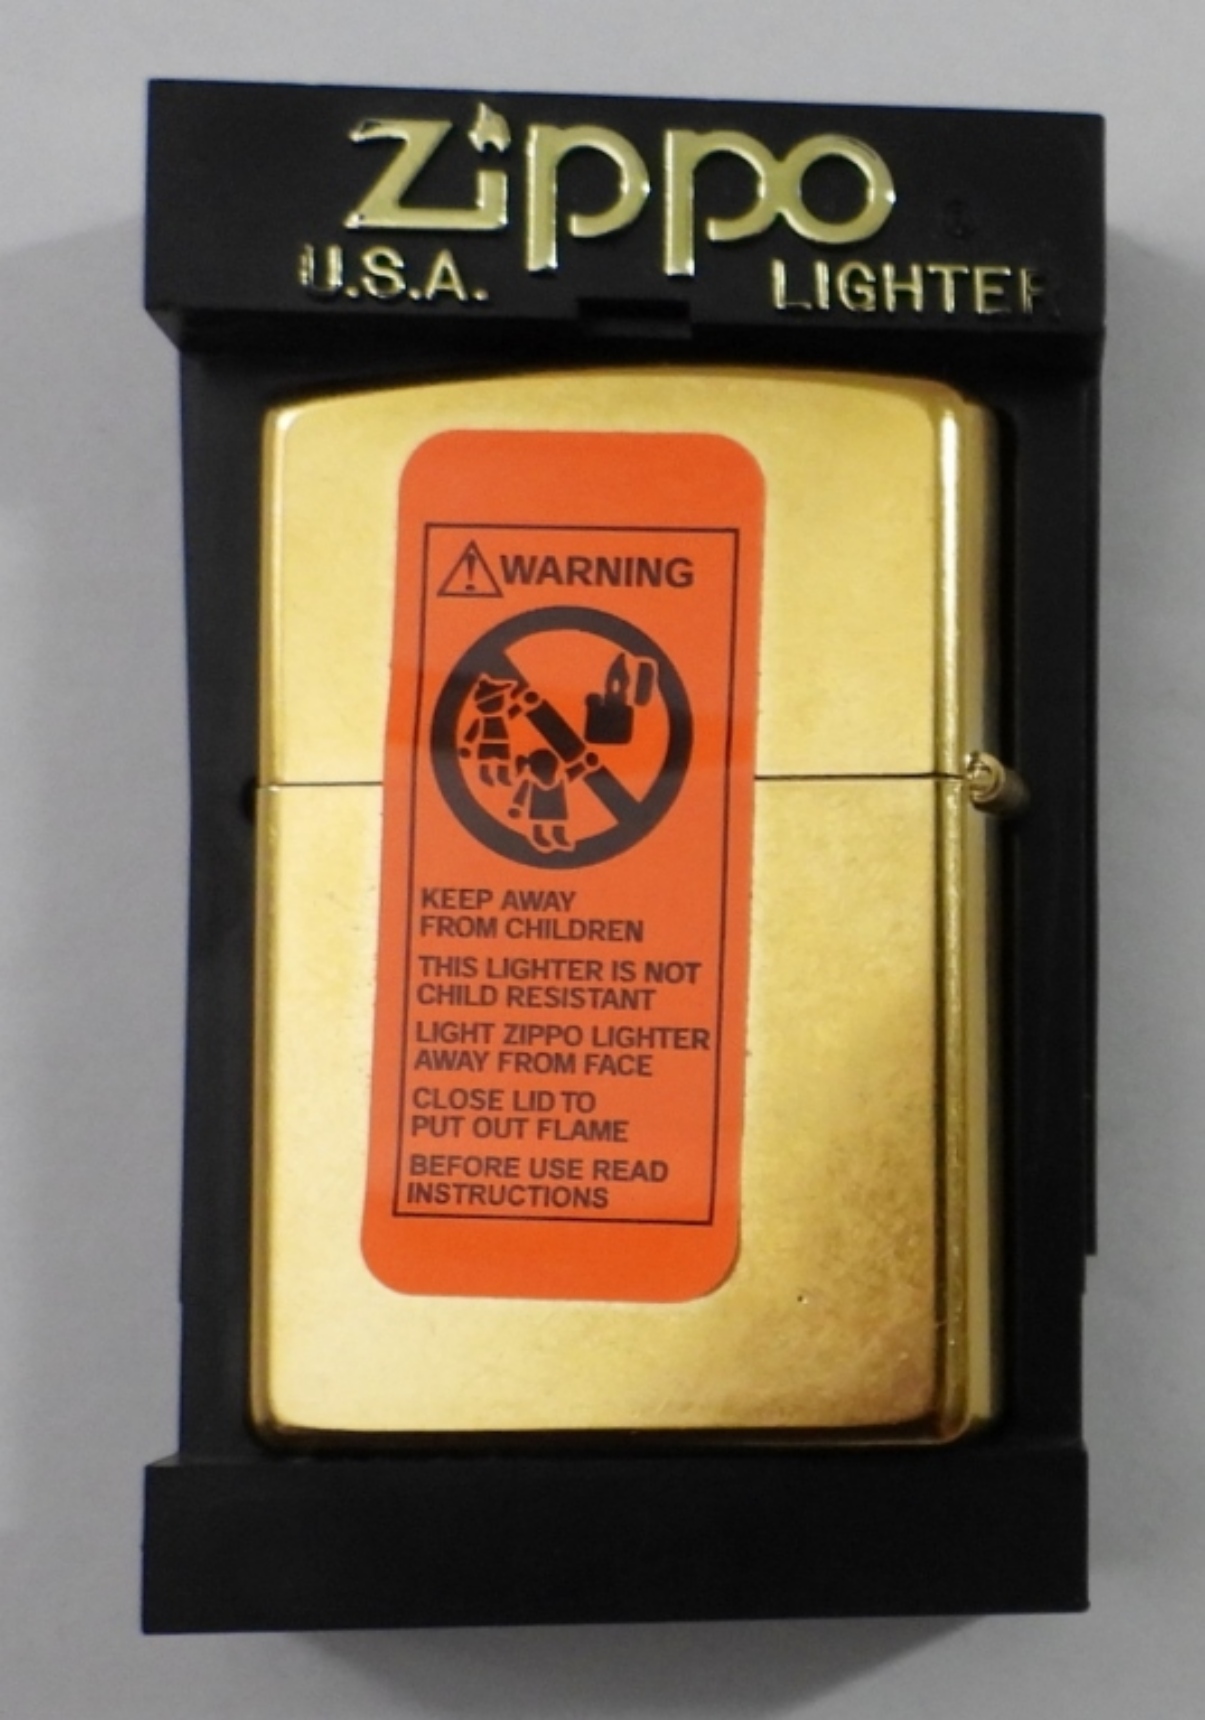 Zippo
U.S.A. LIGHTER
WARNING
KEEP AWAY
FROM CHILDREN
THIS LIGHTER IS NOT
CHILD RESISTANT
LIGHT ZIPPO LIGHTER
AWAY FROM FACE
CLOSE LID TO
PUT OUT FLAME
BEFORE USE READ
INSTRUCTIONS